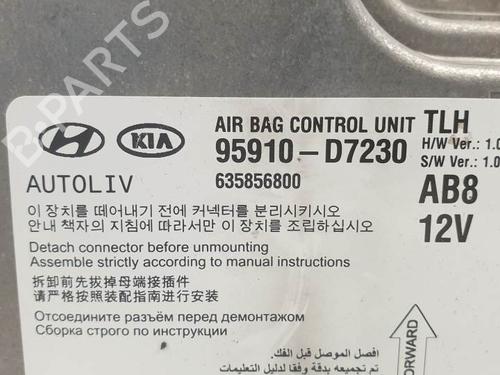 B-PARTS
KIA
AIR BAG CONTROL UNIT TLH
95910-D7230
H/W Ver.: 1.0
S/W Ver.: 1.0
AUTOLIV
635856800
AB8
12V
이 장치를 떼어내기 전에 커넥터를 분리시키시오
안내 책자의 지침에 따라서만 이 장치를 조립하십시오
Detach connector before unmounting
Assemble strictly according to manual instructions
拆卸前先拔掉母端接插件
请严格按照装配指南进行安装
Отсоедините разъём перед демонтажом
Сборка строго по инструкции
افصل الموصل قبل الفك.
تم تجميعه بدقة وفقا لدليل التعليمات
FORWARD